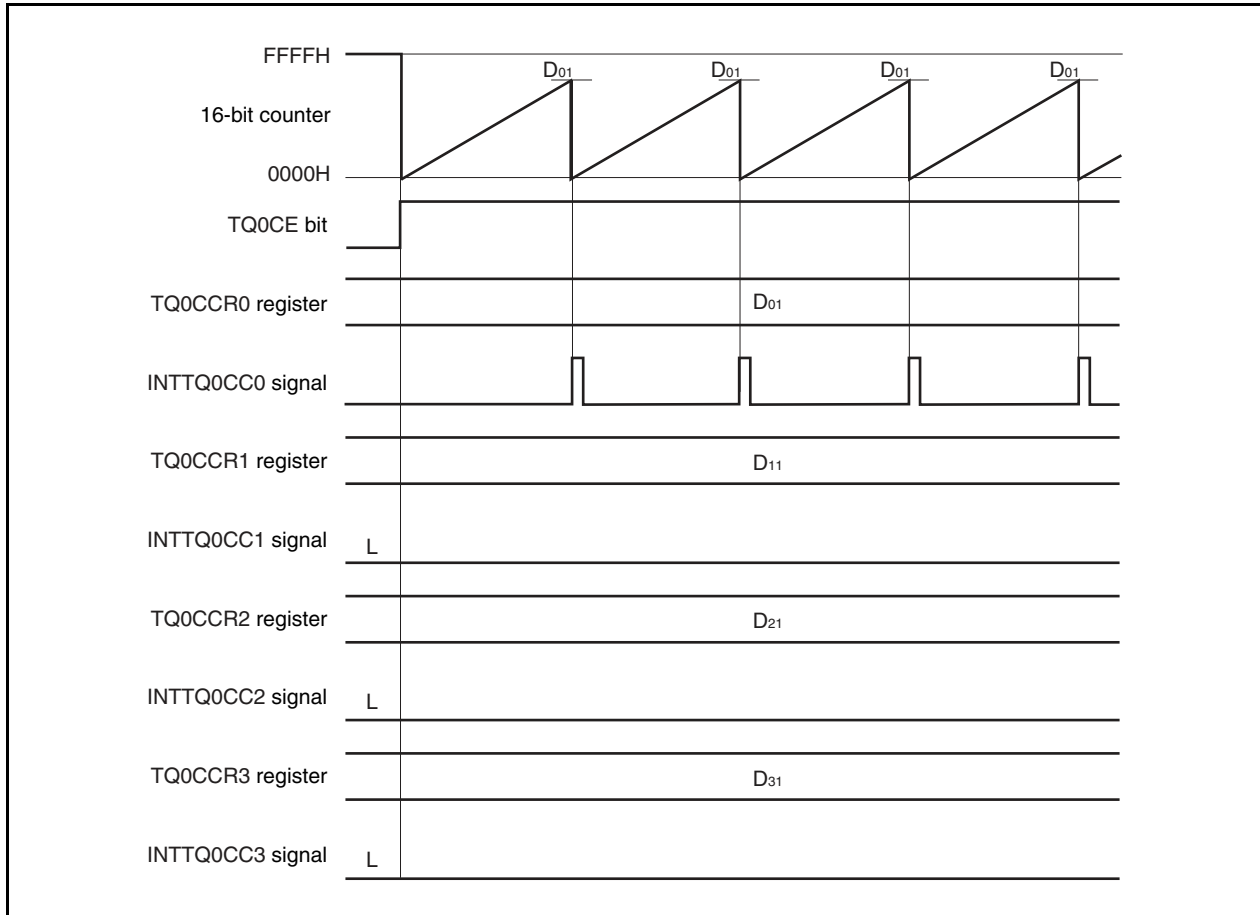 FFFFH
D01 D01 D01 D01
16-bit counter
0000H
TQ0CE bit
TQ0CCR0 register
D01
INTTQ0CC0 signal
TQ0CCR1 register
D11
INTTQ0CC1 signal
L
TQ0CCR2 register
D21
INTTQ0CC2 signal
L
TQ0CCR3 register
D31
INTTQ0CC3 signal
L